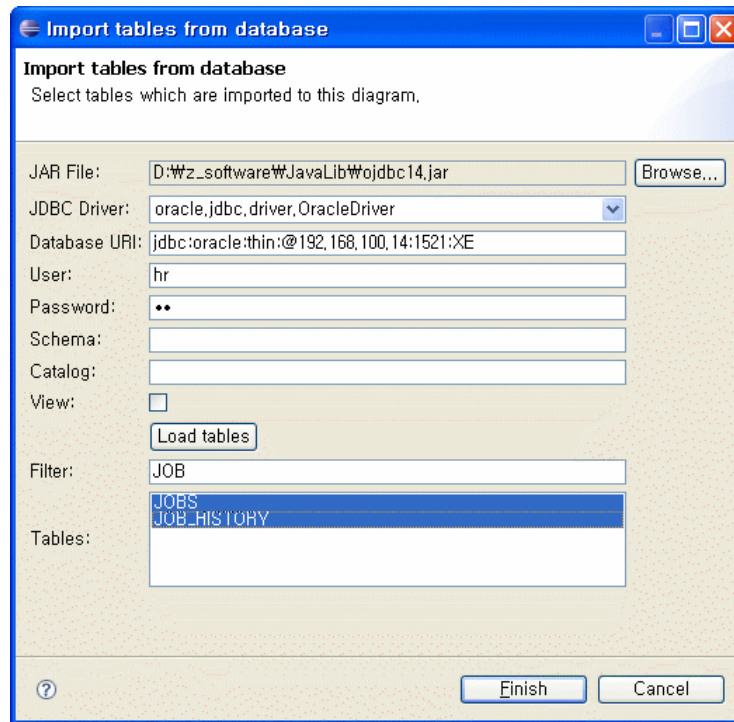 Import tables from database
Import tables from database
Select tables which are imported to this diagram.
JAR File: D:₩z_software₩JavaLib₩ojdbc14.jar Browse...
JDBC Driver: oracle.jdbc.driver.OracleDriver
Database URI: jdbc:oracle:thin:@192.168.100.14:1521:XE
User: hr
Password: ••
Schema:
Catalog:
View:
Load tables
Filter: JOB
JOBS
JOB_HISTORY
Tables:
Finish Cancel